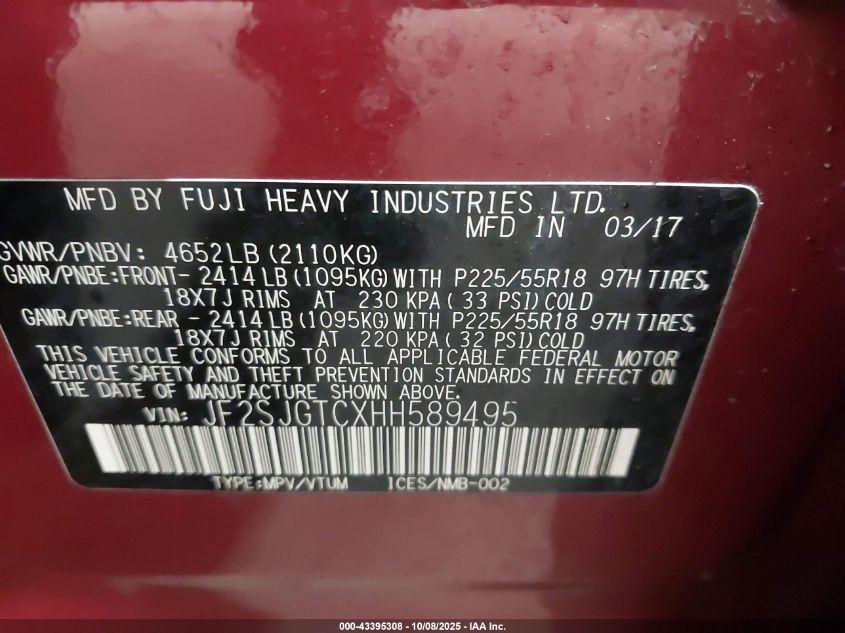 MFD BY FUJI HEAVY INDUSTRIES LTD.
MFD IN 03/17
GVWR/PNBV: 4652LB (2110KG)
GAWR/PNBE:FRONT- 2414LB (1095KG) WITH P225/55R18 97H TIRES,
18X7J RIMS AT 230 KPA ( 33 PSI) COLD
GAWR/PNBE:REAR - 2414LB (1095KG) WITH P225/55R18 97H TIRES,
18X7J RIMS AT 220 KPA ( 32 PSI) COLD
THIS VEHICLE CONFORMS TO ALL APPLICABLE FEDERAL MOTOR
VEHICLE SAFETY AND THEFT PREVENTION STANDARDS IN EFFECT ON
THE DATE OF MANUFACTURE SHOWN ABOVE.
VIN: JF2SJGTCXHH589495
TYPE:MPV/VTUM ICES/NMB-002
000-43395308 | 10/08/2025 - IAA Inc.